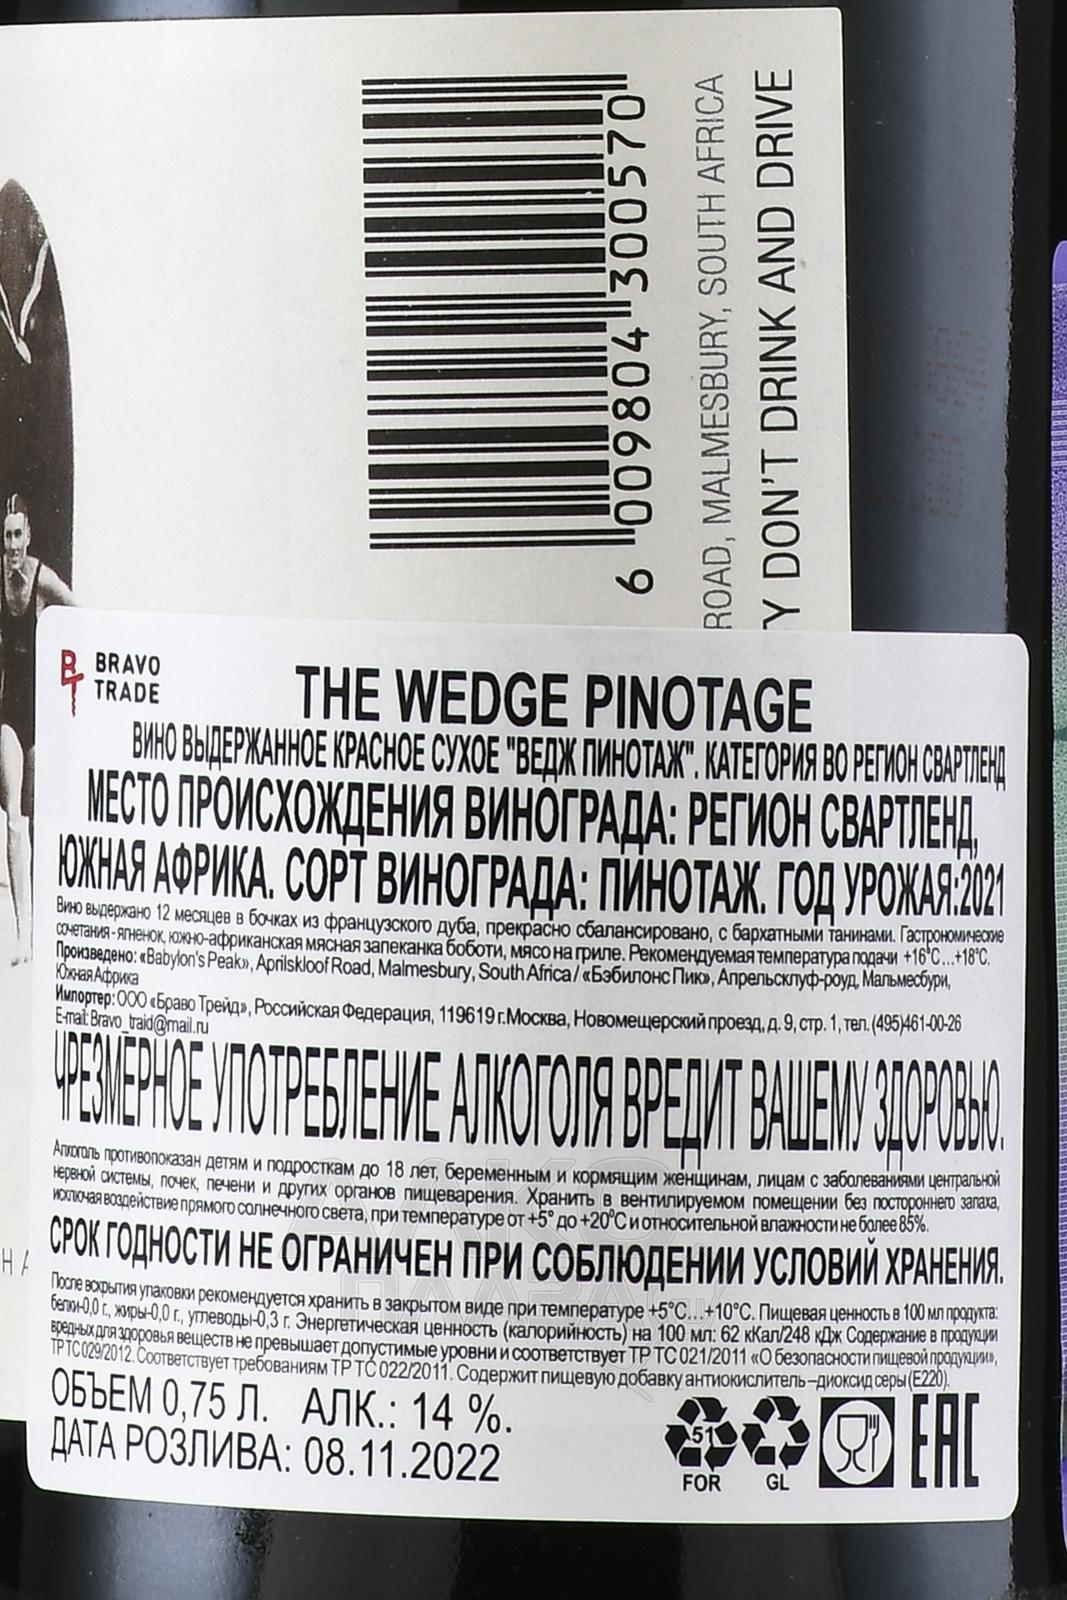 6 009804 300570
ROAD, MALMESBURY, SOUTH AFRICA
Y DON'T DRINK AND DRIVE
BRAVO
TRADE
THE WEDGE PINOTAGE
ВИНО ВЫДЕРЖАННОЕ КРАСНОЕ СУХОЕ "ВЕДЖ ПИНОТАЖ". КАТЕГОРИЯ ВО РЕГИОН СВАРТЛЕНД
МЕСТО ПРОИСХОЖДЕНИЯ ВИНОГРАДА: РЕГИОН СВАРТЛЕНД,
ЮЖНАЯ АФРИКА. СОРТ ВИНОГРАДА: ПИНОТАЖ. ГОД УРОЖАЯ:2021
Вино выдержано 12 месяцев в бочках из французского дуба, прекрасно сбалансировано, с бархатными танинами. Гастрономические
сочетания - ягненок, южно-африканская мясная запеканка боботи, мясо на гриле. Рекомендуемая температура подачи +16°С...+18°С.
Произведено: «Babylon's Peak», Aprilskloof Road, Malmesbury, South Africa / «Бэбилонс Пик», Апрельсклуф-роуд, Мальмесбури,
Южная Африка
Импортер: ООО «Браво Трейд», Российская Федерация, 119619 г.Москва, Новомещерский проезд, д. 9, стр. 1, тел. (495)461-00-26
E-mail: Bravo_traid@mail.ru
ЧРЕЗМЕРНОЕ УПОТРЕБЛЕНИЕ АЛКОГОЛЯ ВРЕДИТ ВАШЕМУ ЗДОРОВЬЮ.
Алкоголь противопоказан детям и подросткам до 18 лет, беременным и кормящим женщинам, лицам с заболеваниями центральной
нервной системы, почек, печени и других органов пищеварения. Хранить в вентилируемом помещении без постороннего запаха,
исключая воздействие прямого солнечного света, при температуре от +5° до +20°С и относительной влажности не более 85%.
СРОК ГОДНОСТИ НЕ ОГРАНИЧЕН ПРИ СОБЛЮДЕНИИ УСЛОВИЙ ХРАНЕНИЯ.
После вскрытия упаковки рекомендуется хранить в закрытом виде при температуре +5°С...+10°С. Пищевая ценность в 100 мл продукта:
белки-0,0 г., жиры-0,0 г., углеводы-0,3 г. Энергетическая ценность (калорийность) на 100 мл: 62 кКал/248 кДж Содержание в продукции
вредных для здоровья веществ не превышает допустимые уровни и соответствует ТР ТС 021/2011 «О безопасности пищевой продукции»,
ТР ТС 029/2012. Соответствует требованиям ТР ТС 022/2011. Содержит пищевую добавку антиокислитель –диоксид серы (Е220).
ОБЪЕМ 0,75 Л. АЛК.: 14 %.
ДАТА РОЗЛИВА: 08.11.2022
51
FOR
GL
EAC